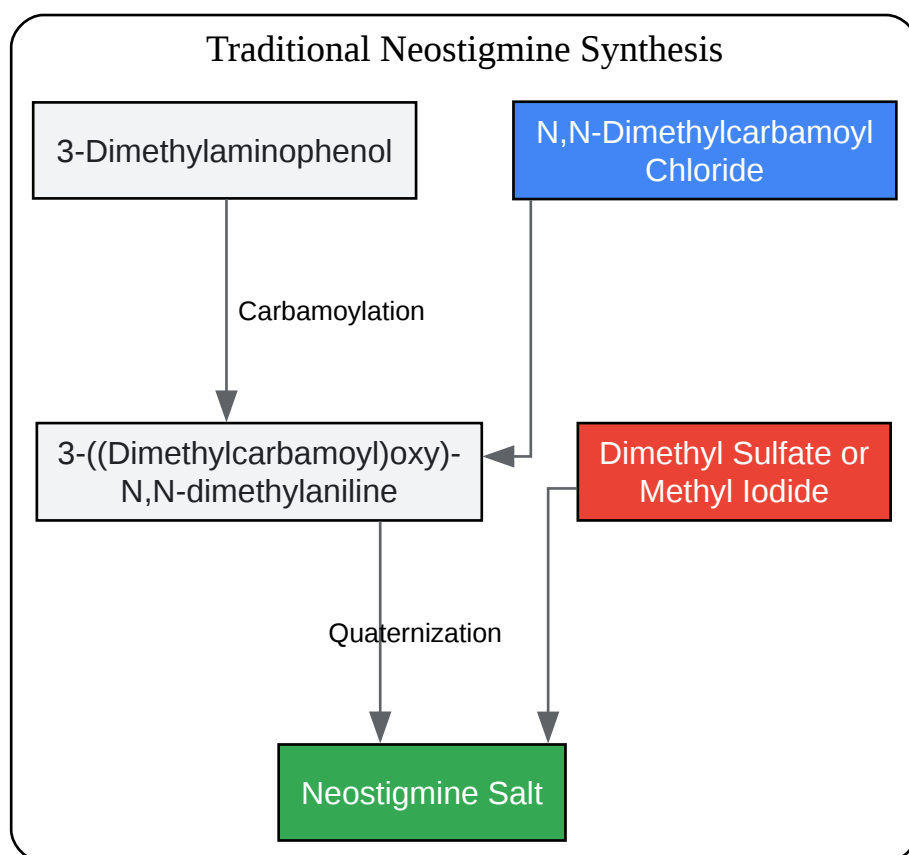 Traditional Neostigmine Synthesis
3-Dimethylaminophenol
N,N-Dimethylcarbamoyl
Chloride
Carbamoylation
3-((Dimethylcarbamoyl)oxy)-
N,N-dimethylaniline
Dimethyl Sulfate or
Methyl Iodide
Quaternization
Neostigmine Salt